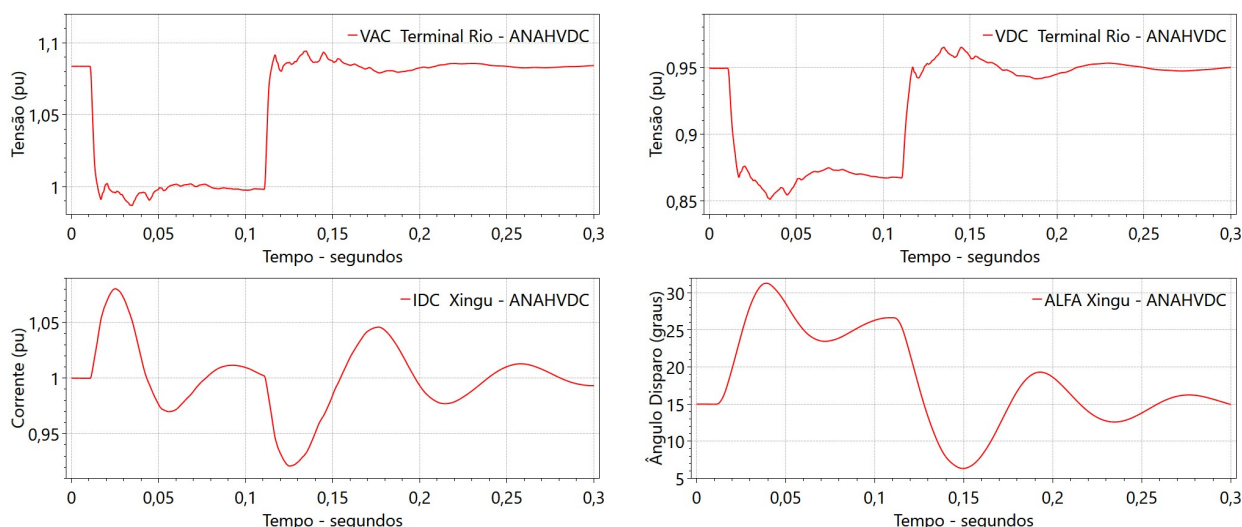 VAC Terminal Rio - ANAHVDC
Tensão (pu)
1,1
1,05
1
0 0,05 0,1 0,15 0,2 0,25 0,3
Tempo - segundos
VDC Terminal Rio - ANAHVDC
Tensão (pu)
0,95
0,9
0,85
0 0,05 0,1 0,15 0,2 0,25 0,3
Tempo - segundos
IDC Xingu - ANAHVDC
Corrente (pu)
1,05
1
0,95
0 0,05 0,1 0,15 0,2 0,25 0,3
Tempo - segundos
ALFA Xingu - ANAHVDC
Ângulo Disparo (graus)
30
25
20
15
10
5
0 0,05 0,1 0,15 0,2 0,25 0,3
Tempo - segundos